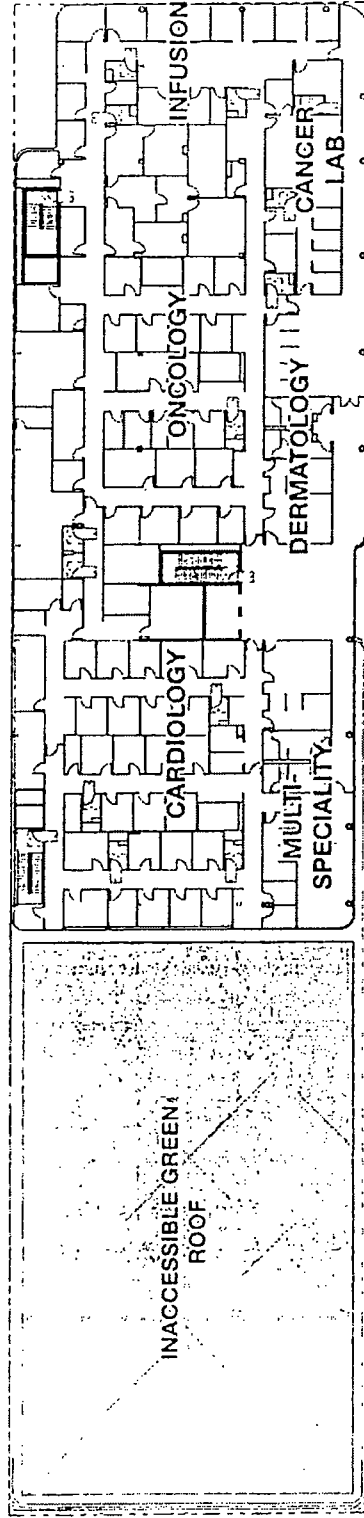 INACCESSIBLE GREEN
ROOF
CARDIOLOGY
MULTI-
SPECIALITY
ONCOLOGY
DERMATOLOGY
INFUSION
CANCER
LAB